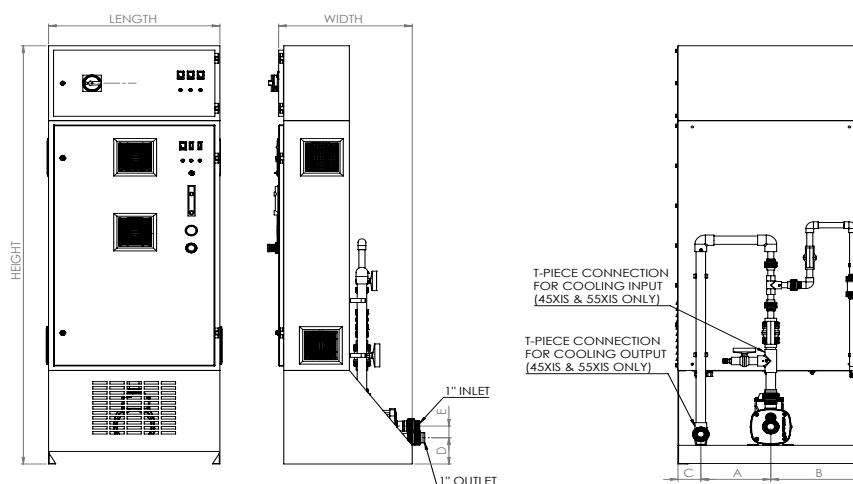 LENGTH
WIDTH
HEIGHT
T-PIECE CONNECTION
FOR COOLING INPUT
(45XIS & 55XIS ONLY)
T-PIECE CONNECTION
FOR COOLING OUTPUT
(45XIS & 55XIS ONLY)
1" INLET
E
D
1" OUTLET
C
A
B